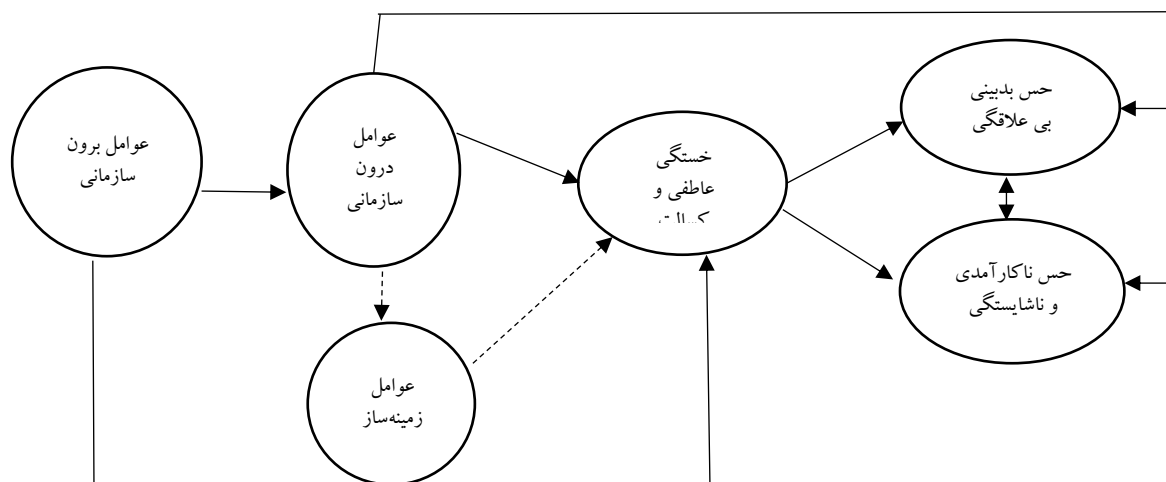 عوامل برون
سازمانی
عوامل
درون
سازمانی
عوامل
زمینه‌ساز
خستگی
عاطفی و
حس بدبینی
بی علاقگی
حس ناکارآمدی
و ناشایستگی